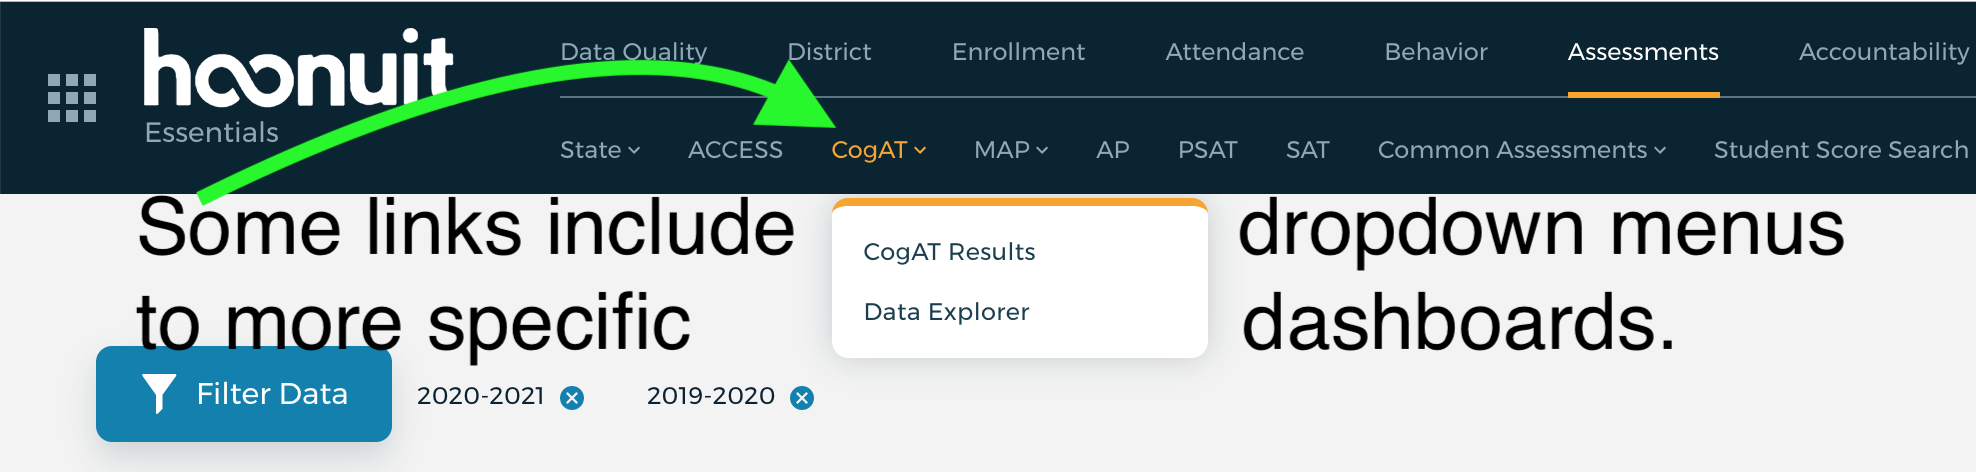 hoonuit
Essentials
Data Quality District Enrollment Attendance Behavior Assessments Accountability
State ACCESS CogAT MAP AP PSAT SAT Common Assessments Student Score Search
Some links include dropdown menus
to more specific dashboards.
CogAT Results
Data Explorer
Filter Data 2020-2021 2019-2020